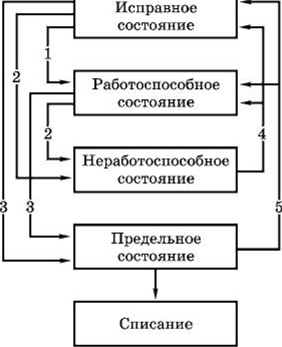 Исправное
состояние
1
2
Работоспособное
состояние
2
4
Неработоспособное
состояние
3
3
5
Предельное
состояние
Списание